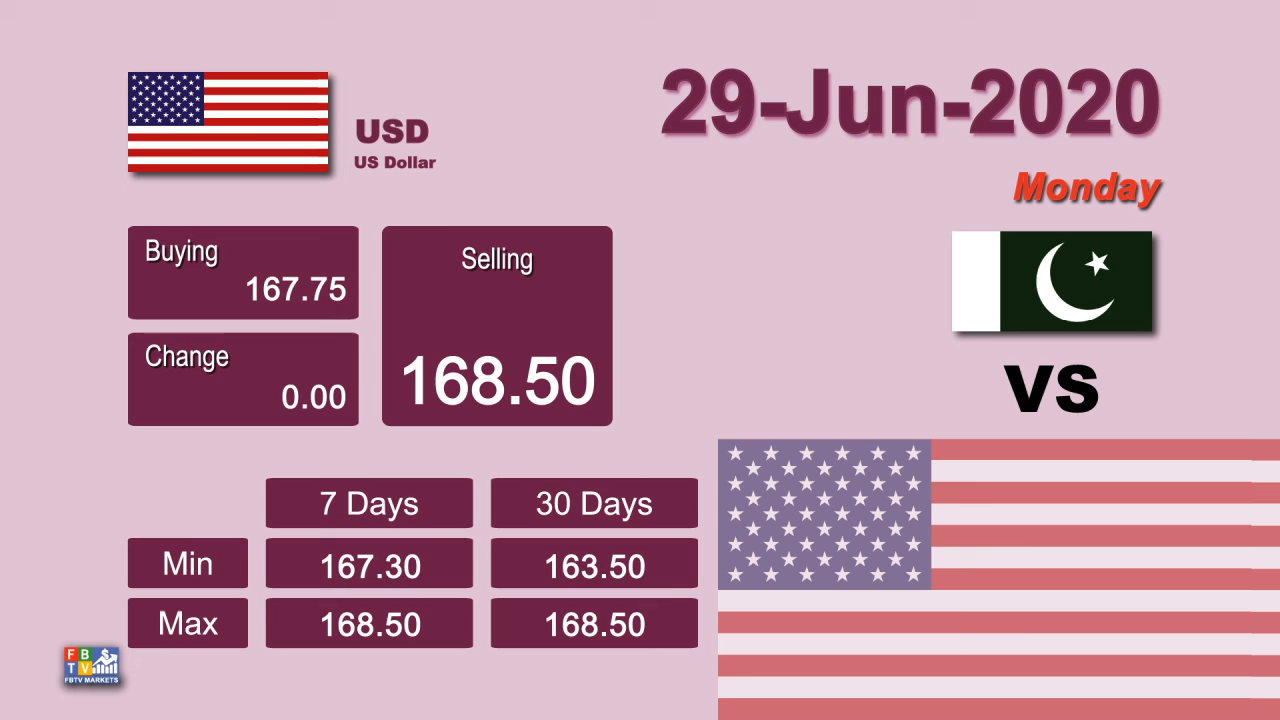 29-Jun-2020
USD
US Dollar
Monday
Buying
167.75
Selling
168.50
Change
0.00
VS
7 Days 30 Days
Min 167.30 163.50
Max 168.50 168.50
F B
T V
FBTV MARKETS